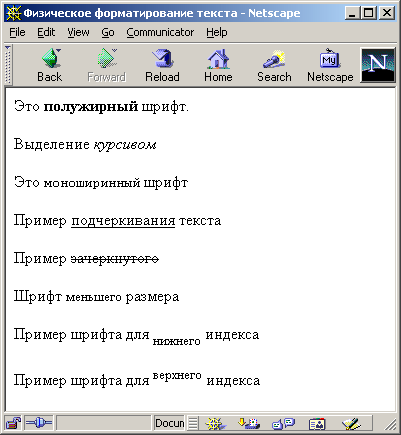 Физическое форматирование текста - Netscape
File Edit View Go Communicator Help
Back Forward Reload Home Search Netscape
My
N
Это полужирный шрифт.
Выделение курсивом
Это моноширинный шрифт
Пример подчеркивания текста
Пример зачеркнутого
Шрифт меньшего размера
Пример шрифта для нижнего индекса
Пример шрифта для верхнего индекса
Docun